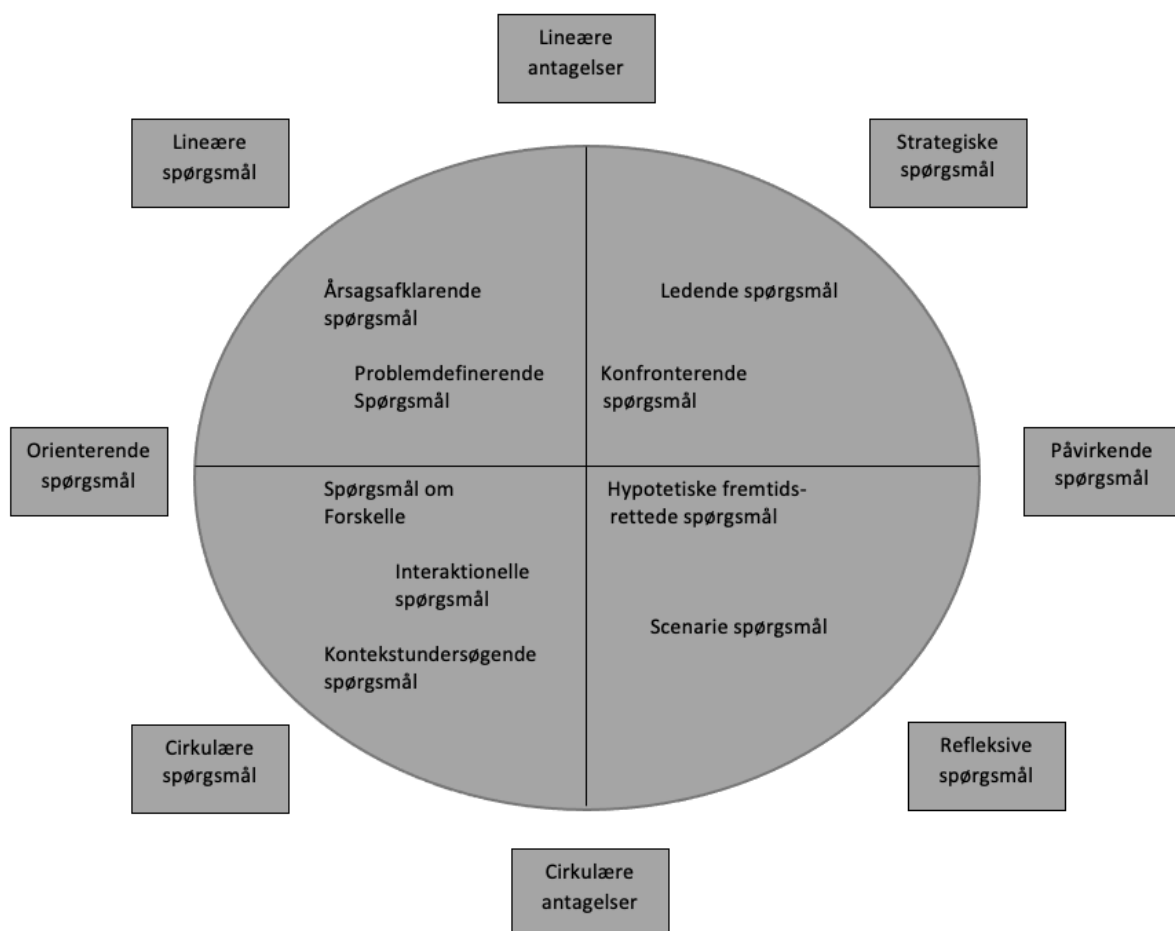 Lineære
antagelser
Lineære
spørgsmål
Strategiske
spørgsmål
Årsagsafklarende
spørgsmål
Ledende spørgsmål
Problemdefinerende
Spørgsmål
Konfronterende
spørgsmål
Orienterende
spørgsmål
Påvirkende
spørgsmål
Spørgsmål om
Forskelle
Hypotetiske fremtids-
rettede spørgsmål
Interaktionelle
spørgsmål
Scenarie spørgsmål
Kontekstundersøgende
spørgsmål
Cirkulære
spørgsmål
Refleksive
spørgsmål
Cirkulære
antagelser